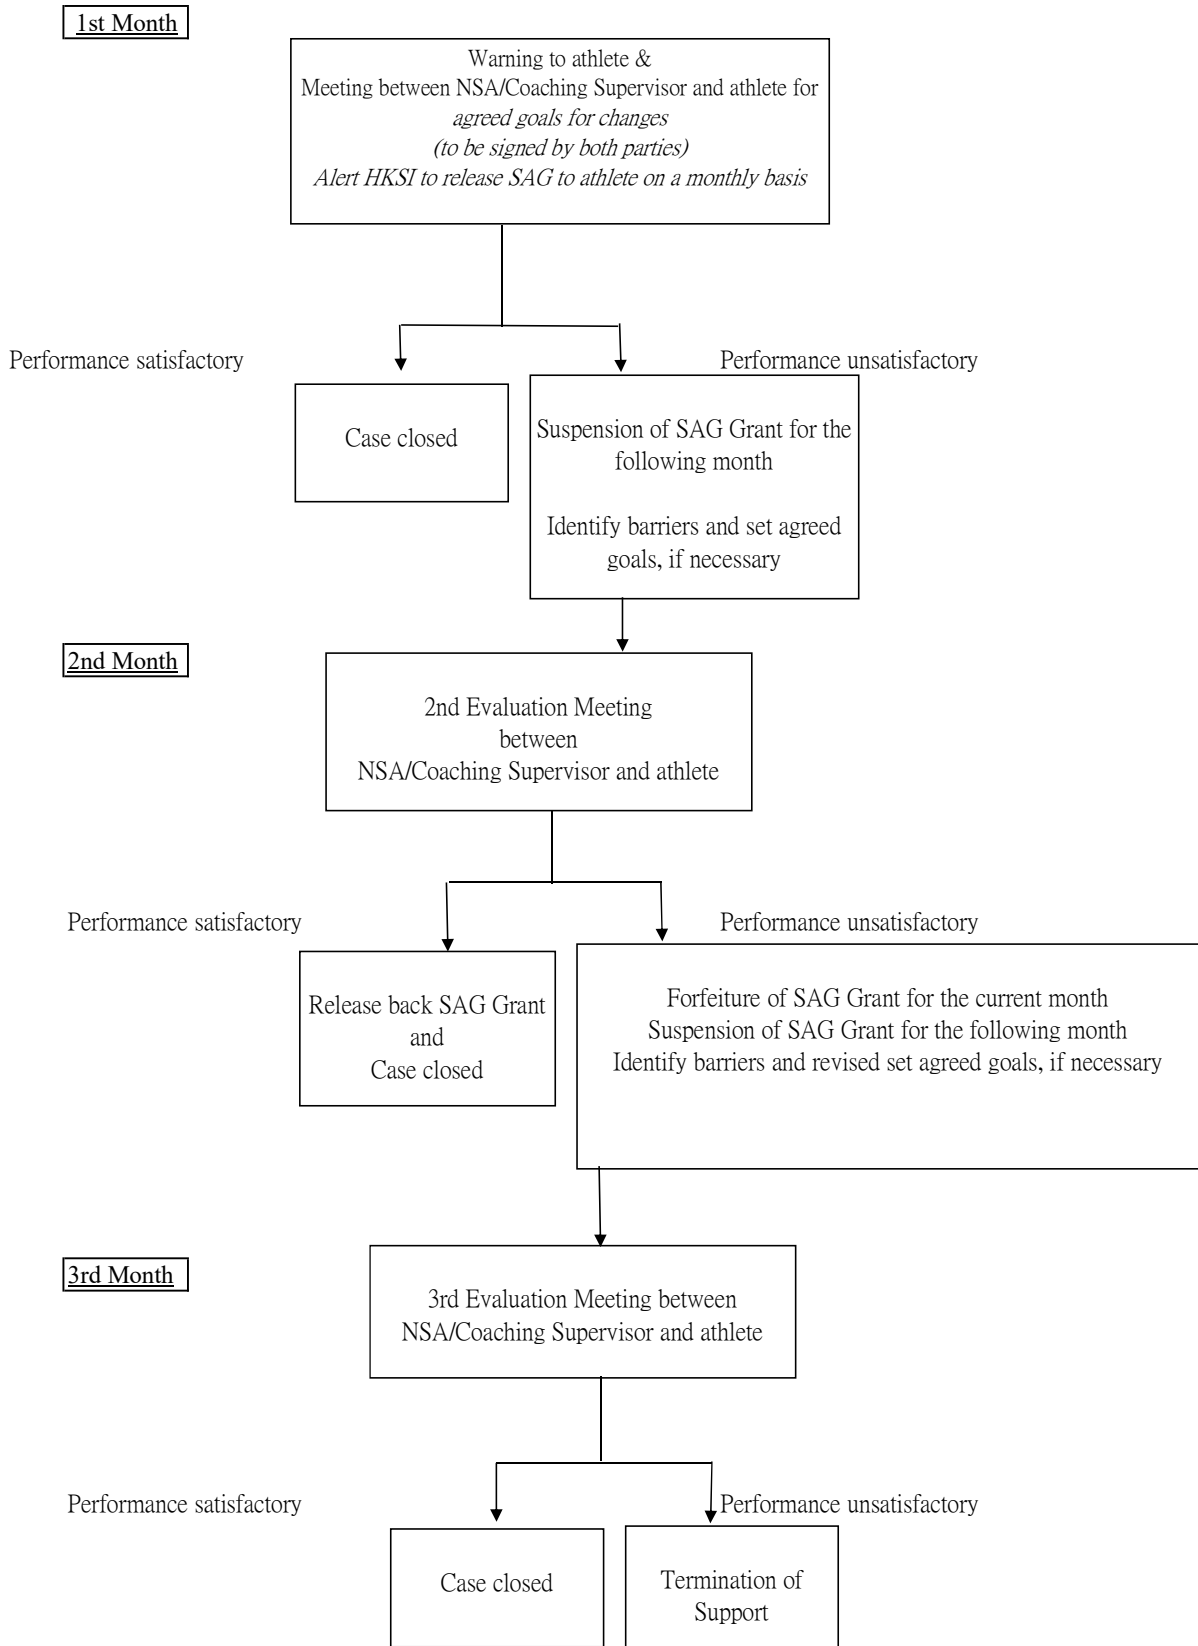 1st Month
Warning to athlete &
Meeting between NSA/Coaching Supervisor and athlete for
agreed goals for changes
(to be signed by both parties)
Alert HKSI to release SAG to athlete on a monthly basis
Performance satisfactory
Performance unsatisfactory
Case closed
Suspension of SAG Grant for the
following month
Identify barriers and set agreed
goals, if necessary
2nd Month
2nd Evaluation Meeting
between
NSA/Coaching Supervisor and athlete
Performance satisfactory
Performance unsatisfactory
Release back SAG Grant
and
Case closed
Forfeiture of SAG Grant for the current month
Suspension of SAG Grant for the following month
Identify barriers and revised set agreed goals, if necessary
3rd Month
3rd Evaluation Meeting between
NSA/Coaching Supervisor and athlete
Performance satisfactory
Performance unsatisfactory
Case closed
Termination of
Support